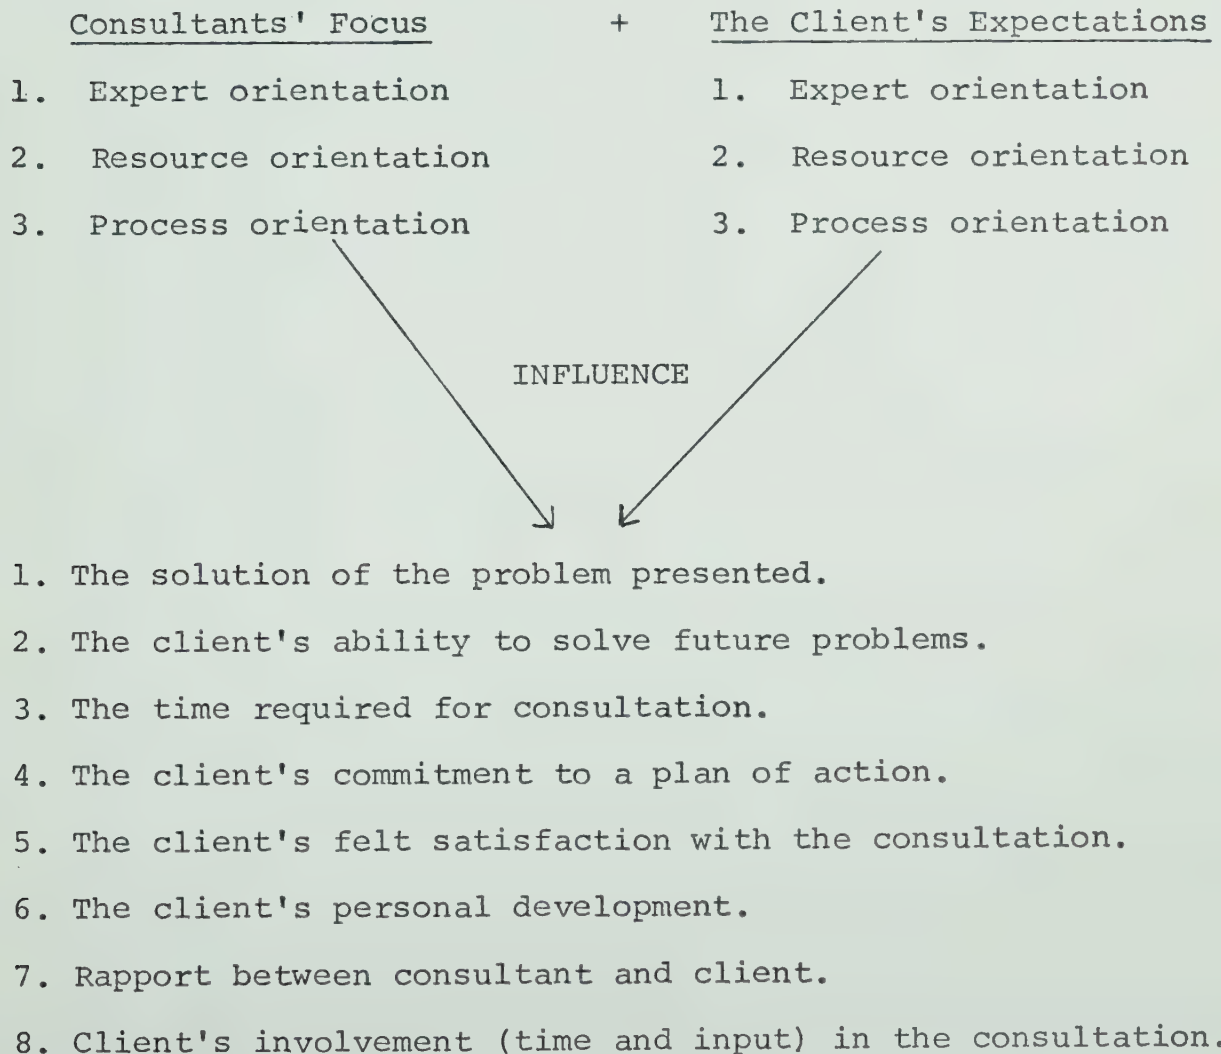 Consultants' Focus + The Client's Expectations
1. Expert orientation 1. Expert orientation
2. Resource orientation 2. Resource orientation
3. Process orientation 3. Process orientation
INFLUENCE
1. The solution of the problem presented.
2. The client's ability to solve future problems.
3. The time required for consultation.
4. The client's commitment to a plan of action.
5. The client's felt satisfaction with the consultation.
6. The client's personal development.
7. Rapport between consultant and client.
8. Client's involvement (time and input) in the consultation.